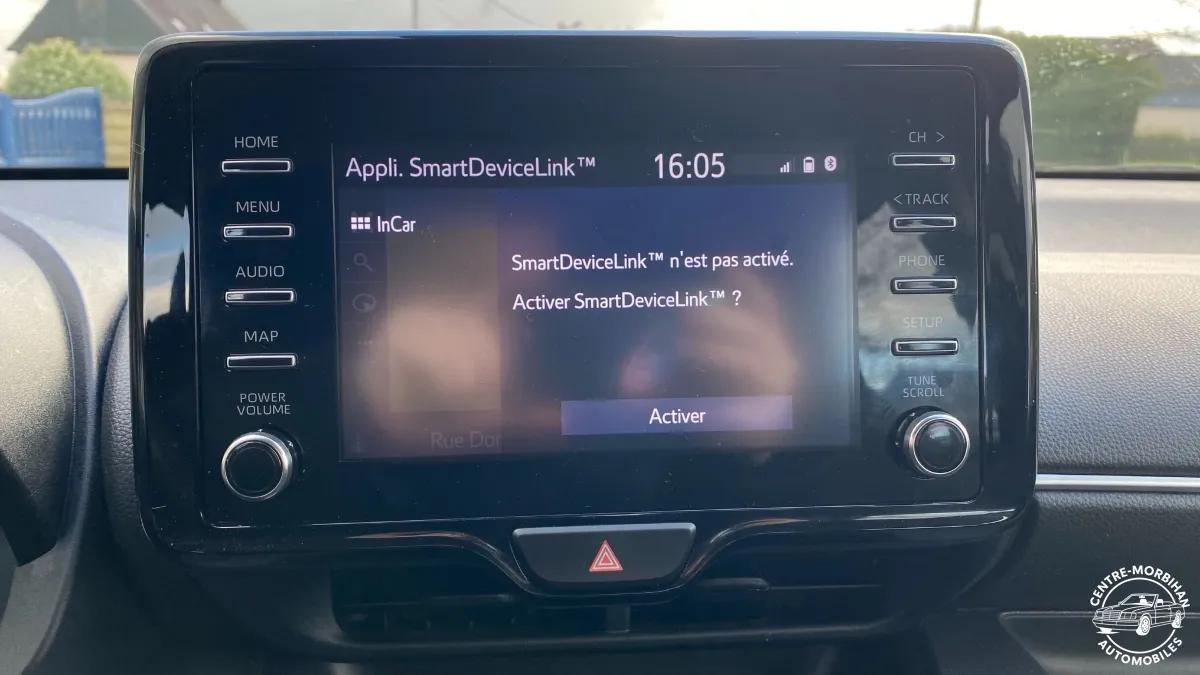 HOME
MENU
AUDIO
MAP
POWER
VOLUME
Appli. SmartDeviceLink™
16:05
InCar
SmartDeviceLink™ n'est pas activé.
Activer SmartDeviceLink™ ?
Activer
Rue Dor
CH >
< TRACK
PHONE
SETUP
TUNE
SCROLL
CENTRE-MORBIHAN
AUTOMOBILES